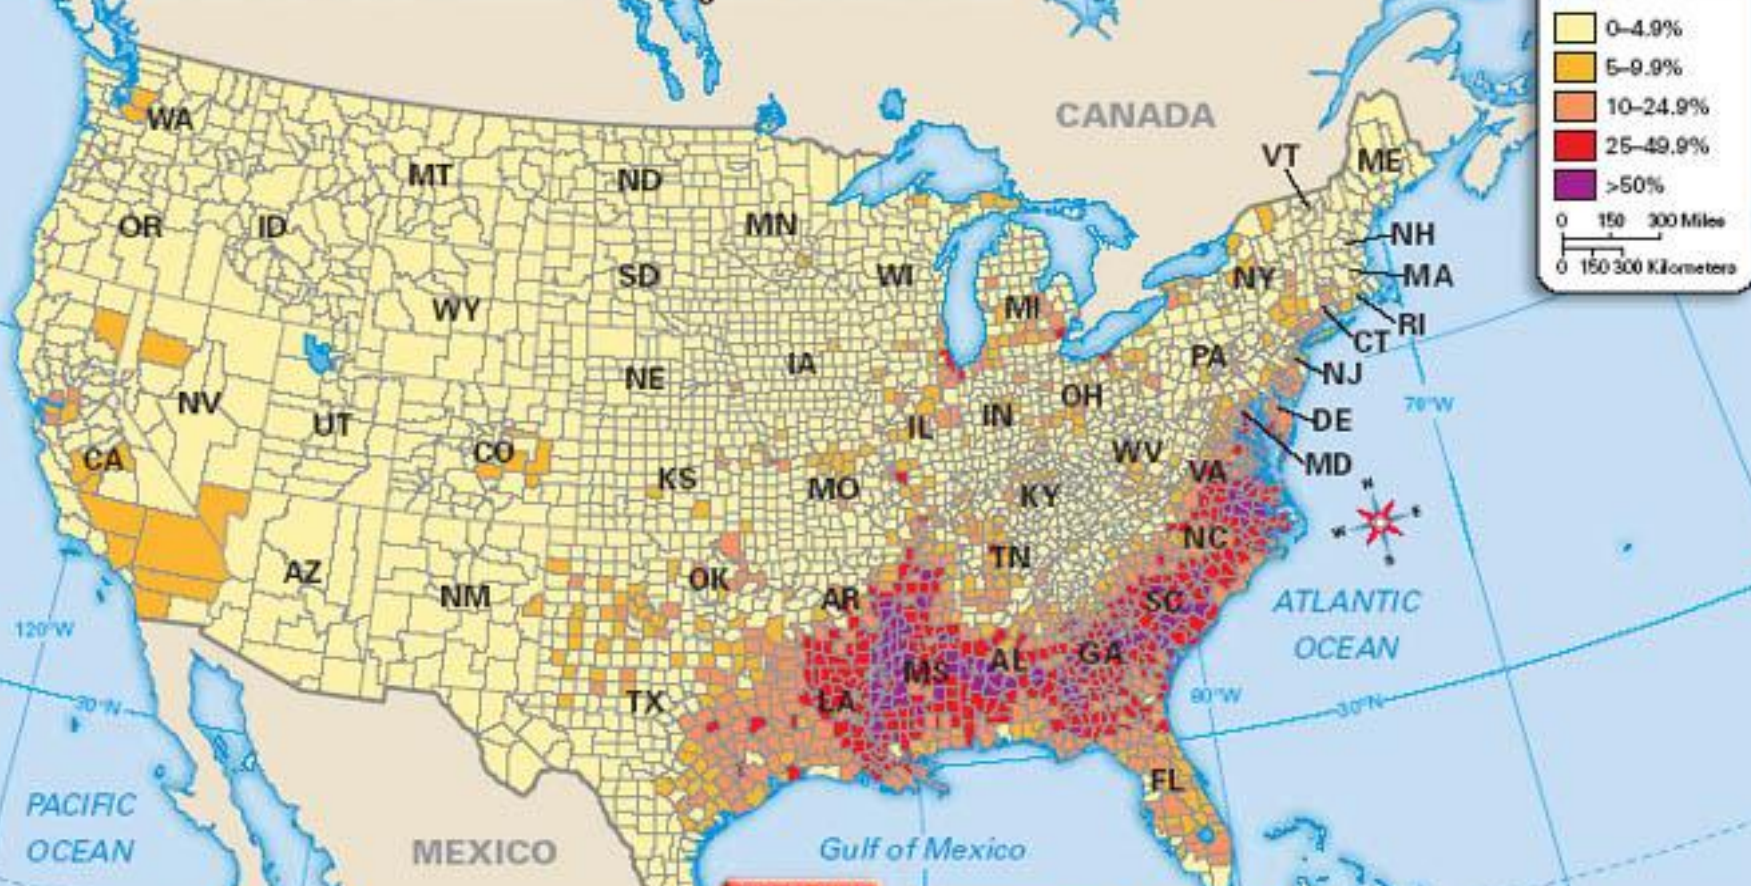 0–4.9%
5–9.9%
10–24.9%
25–49.9%
>50%
0 150 300 Miles
0 150 300 Kilometers
CANADA
WA
MT
ND
MN
VT
ME
OR
ID
SD
WI
NH
NY
MA
WY
MI
RI
CT
IA
PA
NJ
NE
NV
UT
IL
IN
OH
DE
70°W
CO
CA
KS
MO
KY
WV
VA
MD
N
W
E
S
NC
AZ
NM
OK
AR
TN
SC
ATLANTIC
OCEAN
120°W
TX
LA
MS
AL
GA
30°N
80°W
30°N
FL
PACIFIC
OCEAN
MEXICO
Gulf of Mexico